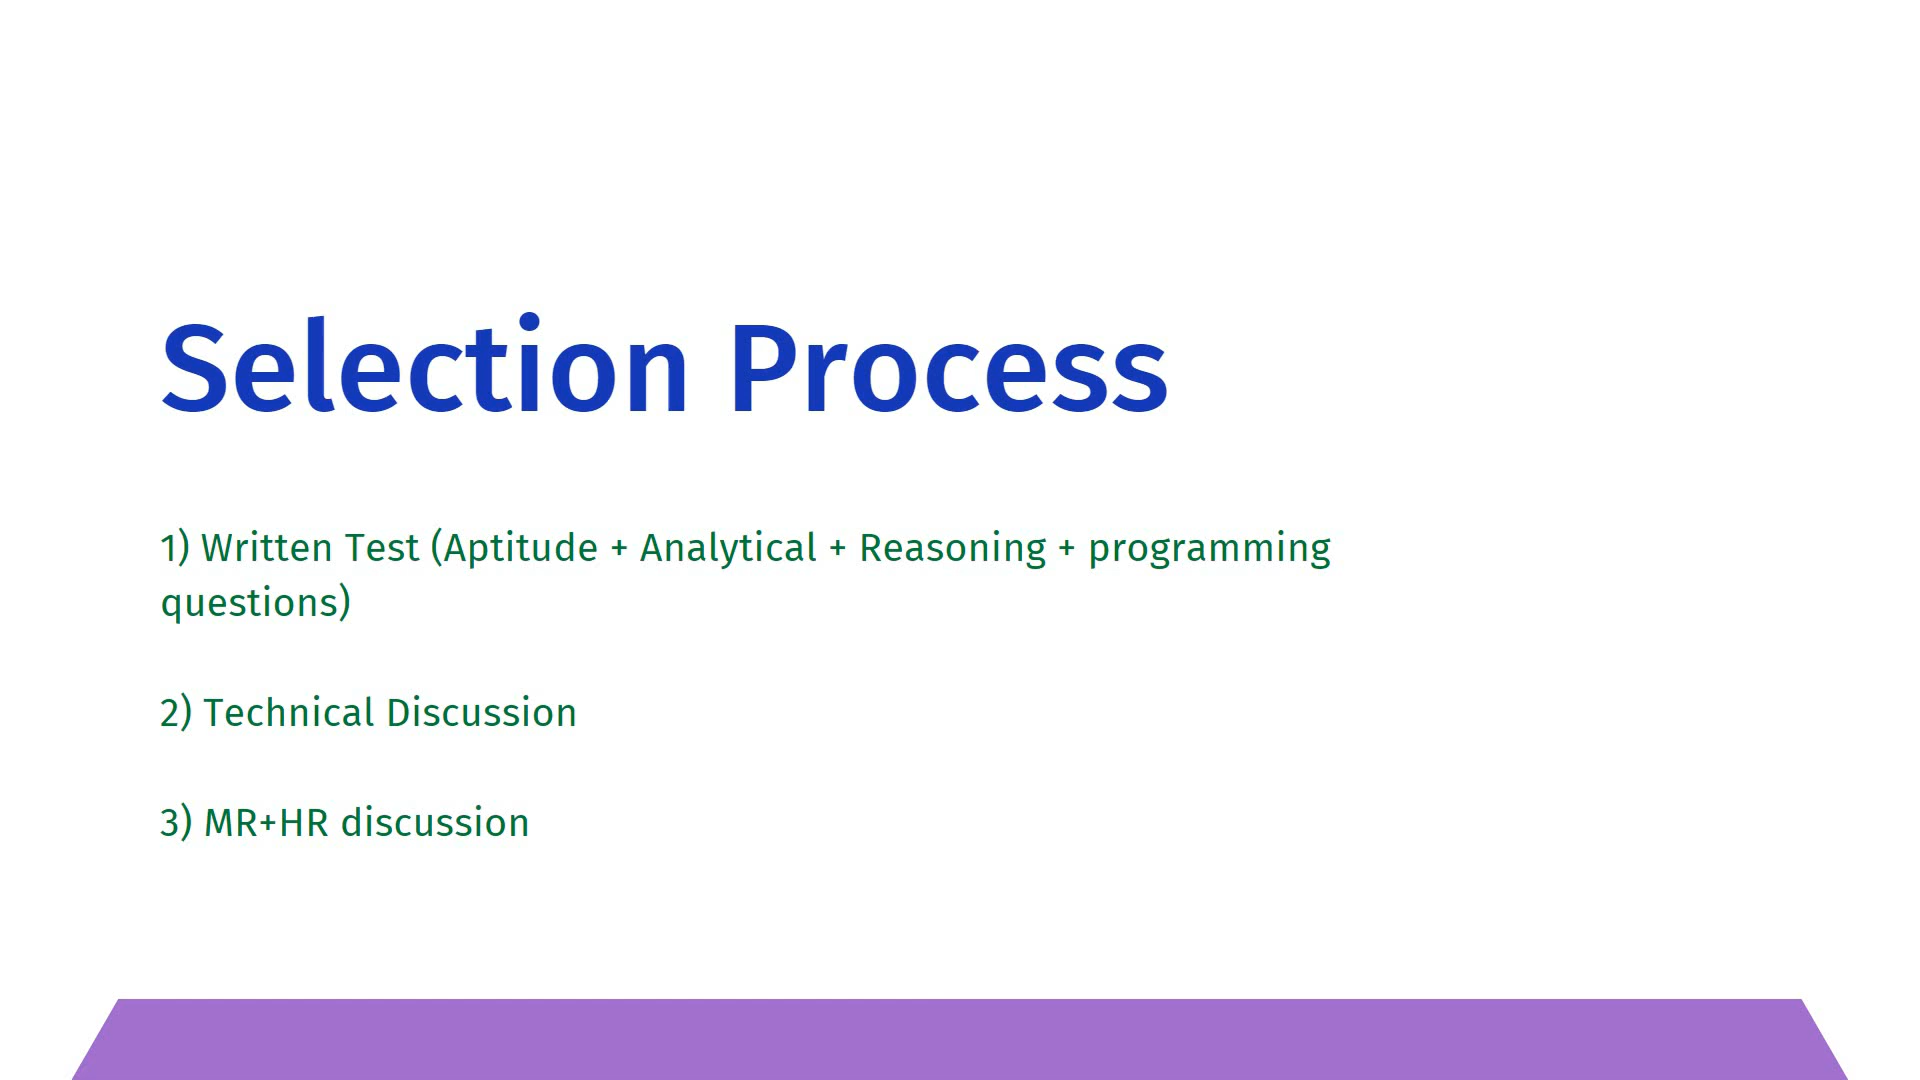 Selection Process
1) Written Test (Aptitude + Analytical + Reasoning + programming
questions)
2) Technical Discussion
3) MR+HR discussion